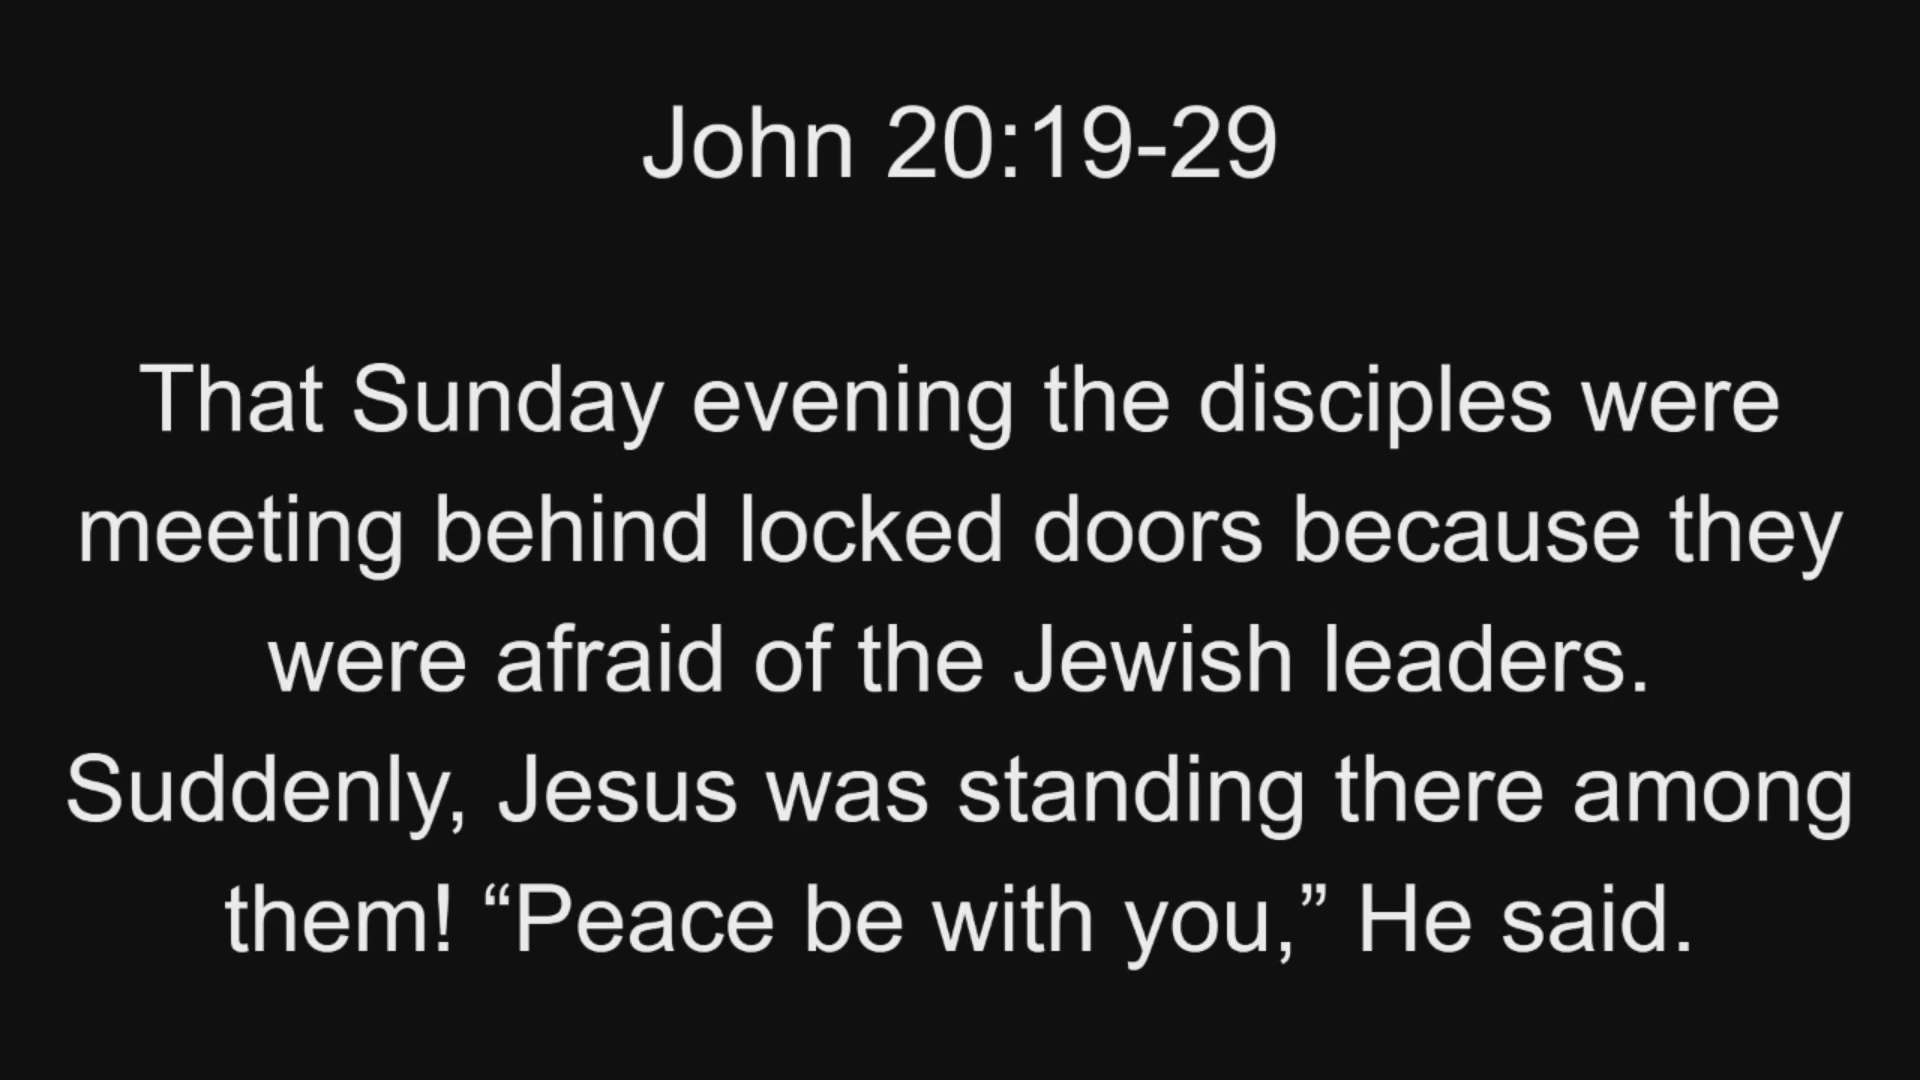 John 20:19-29
That Sunday evening the disciples were
meeting behind locked doors because they
were afraid of the Jewish leaders.
Suddenly, Jesus was standing there among
them! “Peace be with you,” He said.